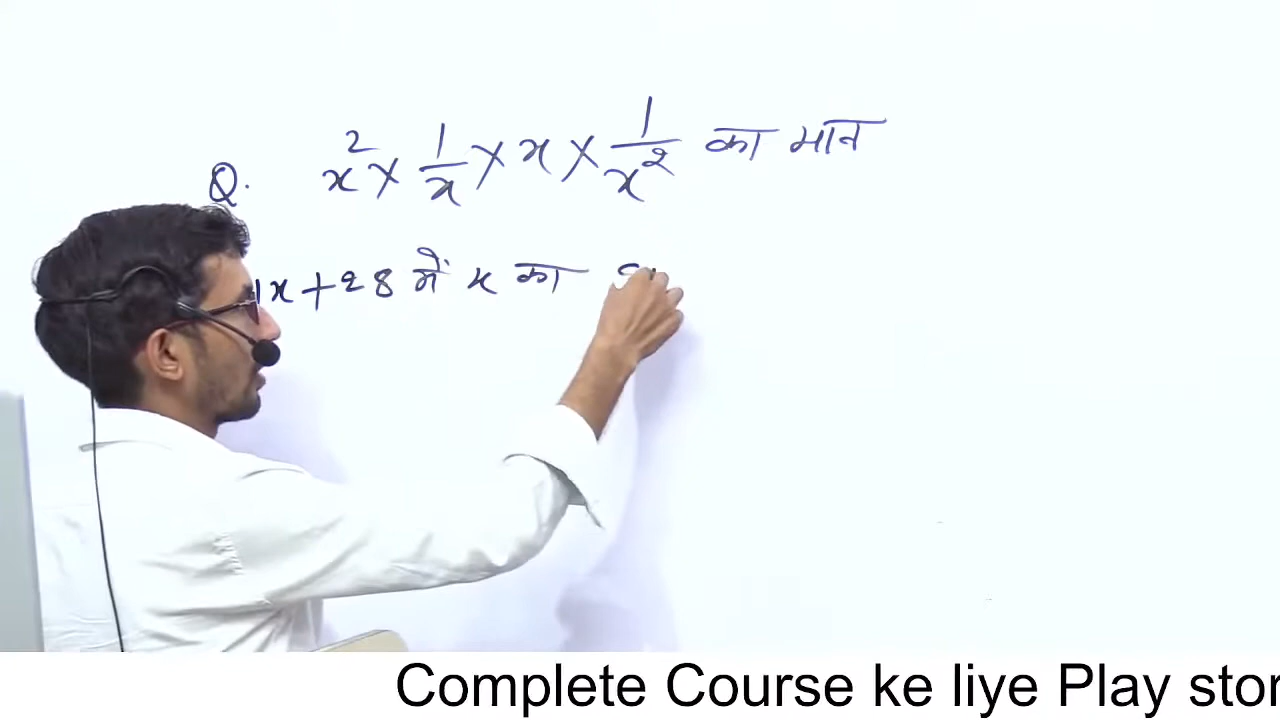 Q. x² × 1/x × x × 1/x² का मान
x + 28 में x का
Complete Course ke liye Play stor